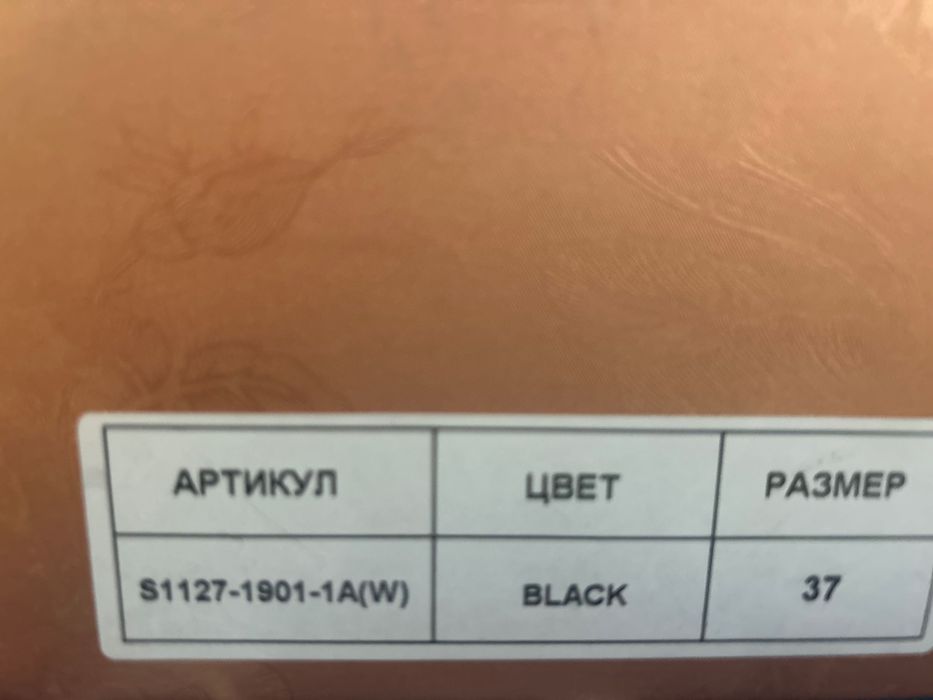 АРТИКУЛ ЦВЕТ РАЗМЕР
S1127-1901-1A(W) BLACK 37